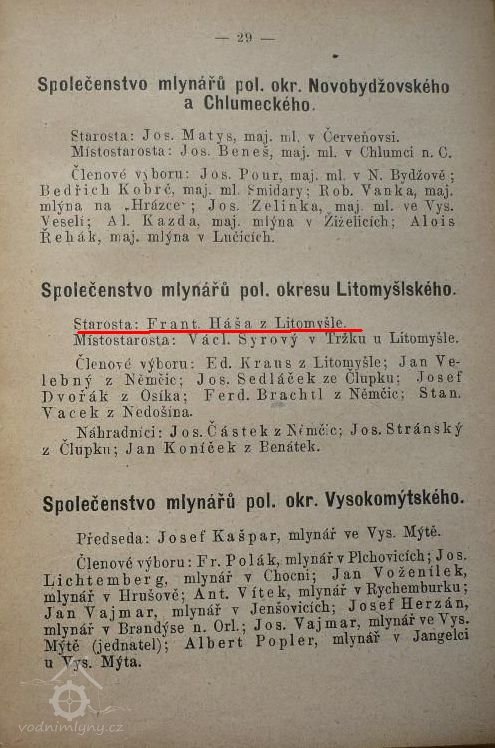 — 29 —
Společenstvo mlynářů pol. okr. Novobydžovského
a Chlumeckého.
Starosta: Jos. Matys, maj. ml. v Červeňovsi.
Místostarosta: Jos. Beneš, maj. ml. v Chlumci n. C.
Členové výboru: Jos. Pour, maj. ml. v N. Bydžově;
Bedřich Kobrč, maj. ml. Smidary; Rob. Vanka, maj.
mlýna na „Hrázce“; Jos. Zelinka, maj. ml. ve Vys.
Veselí; Al. Kazda, maj. mlýna v Žiželicích; Alois
Řehák, maj. mlýna v Lučicích.
Společenstvo mlynářů pol. okresu Litomyšlského.
Starosta: Frant. Háša z Litomyšle.
Místostarosta: Václ. Syrový v Tržku u Litomyšle.
Členové výboru: Ed. Kraus z Litomyšle; Jan Ve-
lebný z Němčic; Jos. Sedláček ze Člupku; Josef
Dvořák z Osíka; Ferd. Brachtl z Němčic; Stan.
Vacek z Nedošína.
Náhradníci: Jos. Částek z Němčic; Jos. Stránský
z Člupku; Jan Koníček z Benátek.
Společenstvo mlynářů pol. okr. Vysokomýtského.
Předseda: Josef Kašpar, mlynář ve Vys. Mýtě.
Členové výboru: Fr. Polák, mlynář v Plchovicích; Jos.
Lichtemberg, mlynář v Chocni; Jan Voženílek,
mlynář v Hrušové; Ant. Vítek, mlynář v Rychemburku;
Jan Vajmar, mlynář v Jenšovicích; Josef Herzán,
mlynář v Brandýse n. Orl.; Jos. Vajmar, mlynář ve Vys.
Mýtě (jednatel); Albert Popler, mlynář v Jangelci
u Vys. Mýta.
vodnimlyny.cz